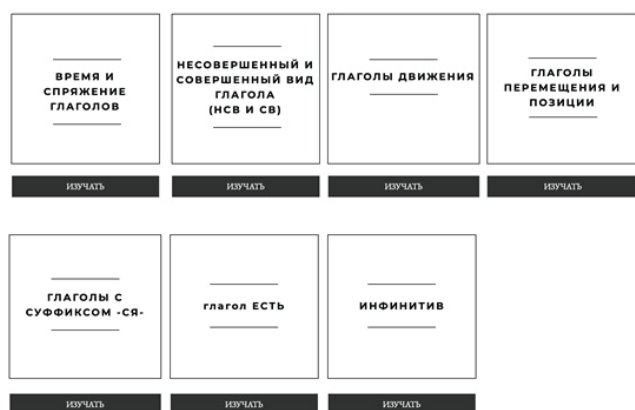 ВРЕМЯ И
СПРЯЖЕНИЕ
ГЛАГОЛОВ
НЕСОВЕРШЕННЫЙ И
СОВЕРШЕННЫЙ ВИД
ГЛАГОЛА
(НСВ И СВ)
ГЛАГОЛЫ ДВИЖЕНИЯ
ГЛАГОЛЫ
ПЕРЕМЕЩЕНИЯ И
ПОЗИЦИИ
ИЗУЧАТЬ
ИЗУЧАТЬ
ИЗУЧАТЬ
ИЗУЧАТЬ
ГЛАГОЛЫ С
СУФФИКСОМ -СЯ-
глагол ЕСТЬ
ИНФИНИТИВ
ИЗУЧАТЬ
ИЗУЧАТЬ
ИЗУЧАТЬ